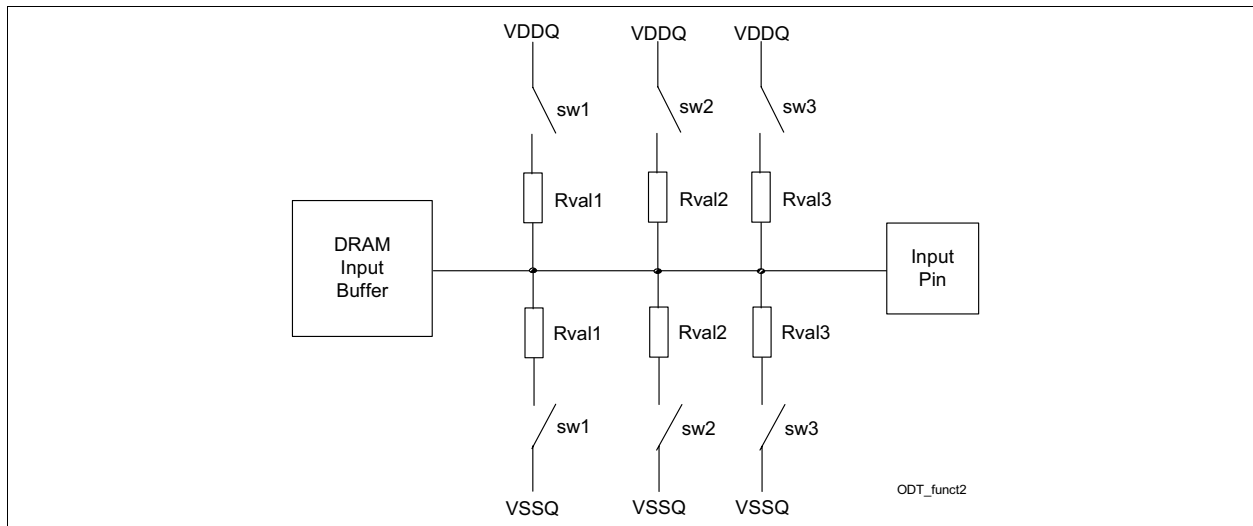 VDDQ VDDQ VDDQ
sw1 sw2 sw3
Rval1 Rval2 Rval3
DRAM
Input
Buffer
Input
Pin
Rval1 Rval2 Rval3
sw1 sw2 sw3
VSSQ VSSQ VSSQ
ODT_funct2